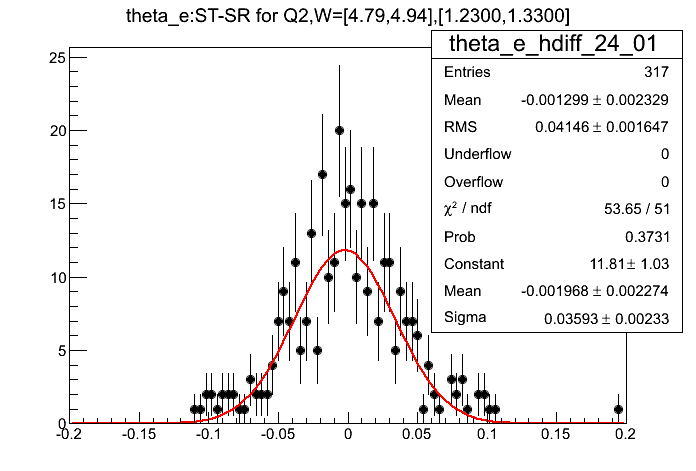 theta_e:ST-SR for Q2,W=[4.79,4.94],[1.2300,1.3300]
theta_e_hdiff_24_01
Entries 317
Mean -0.001299 ± 0.002329
RMS 0.04146 ± 0.001647
Underflow 0
Overflow 0
χ² / ndf 53.65 / 51
Prob 0.3731
Constant 11.81 ± 1.03
Mean -0.001968 ± 0.002274
Sigma 0.03593 ± 0.00233
25
20
15
10
5
0
-0.2 -0.15 -0.1 -0.05 0 0.05 0.1 0.15 0.2